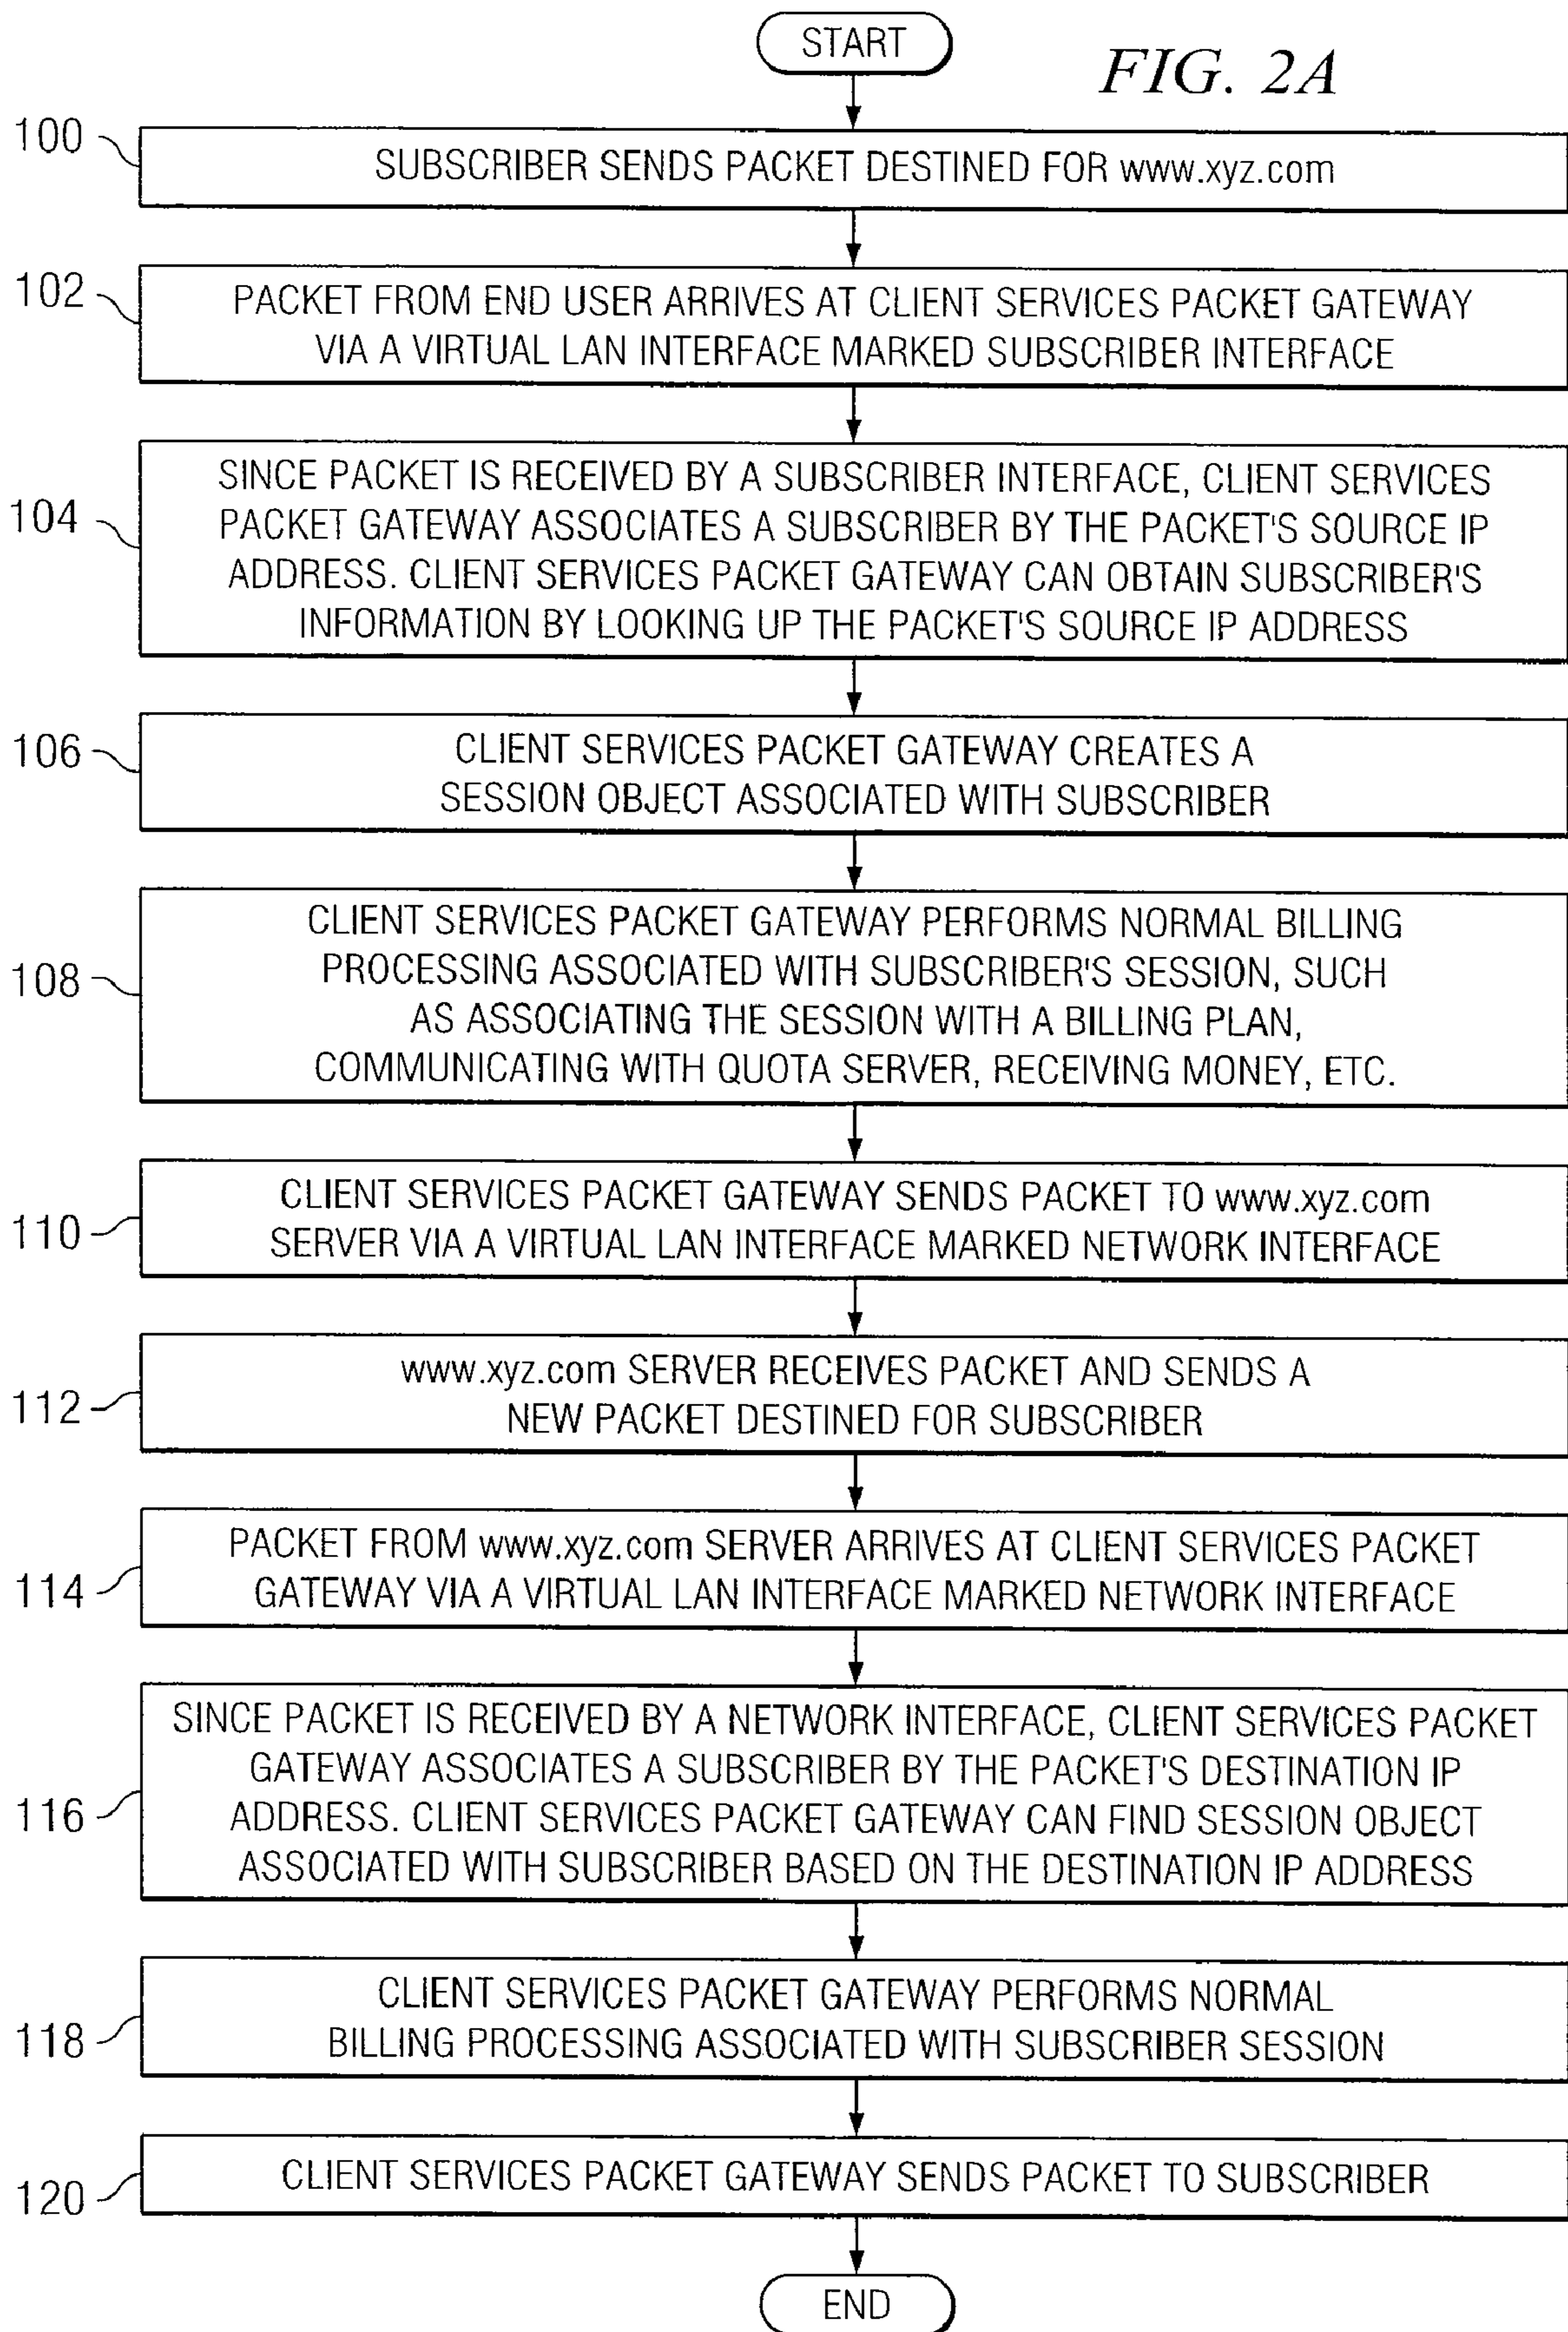 START
FIG. 2A
100
SUBSCRIBER SENDS PACKET DESTINED FOR www.xyz.com
102
PACKET FROM END USER ARRIVES AT CLIENT SERVICES PACKET GATEWAY
VIA A VIRTUAL LAN INTERFACE MARKED SUBSCRIBER INTERFACE
104
SINCE PACKET IS RECEIVED BY A SUBSCRIBER INTERFACE, CLIENT SERVICES
PACKET GATEWAY ASSOCIATES A SUBSCRIBER BY THE PACKET'S SOURCE IP
ADDRESS. CLIENT SERVICES PACKET GATEWAY CAN OBTAIN SUBSCRIBER'S
INFORMATION BY LOOKING UP THE PACKET'S SOURCE IP ADDRESS
106
CLIENT SERVICES PACKET GATEWAY CREATES A
SESSION OBJECT ASSOCIATED WITH SUBSCRIBER
108
CLIENT SERVICES PACKET GATEWAY PERFORMS NORMAL BILLING
PROCESSING ASSOCIATED WITH SUBSCRIBER'S SESSION, SUCH
AS ASSOCIATING THE SESSION WITH A BILLING PLAN,
COMMUNICATING WITH QUOTA SERVER, RECEIVING MONEY, ETC.
110
CLIENT SERVICES PACKET GATEWAY SENDS PACKET TO www.xyz.com
SERVER VIA A VIRTUAL LAN INTERFACE MARKED NETWORK INTERFACE
112
www.xyz.com SERVER RECEIVES PACKET AND SENDS A
NEW PACKET DESTINED FOR SUBSCRIBER
114
PACKET FROM www.xyz.com SERVER ARRIVES AT CLIENT SERVICES PACKET
GATEWAY VIA A VIRTUAL LAN INTERFACE MARKED NETWORK INTERFACE
116
SINCE PACKET IS RECEIVED BY A NETWORK INTERFACE, CLIENT SERVICES PACKET
GATEWAY ASSOCIATES A SUBSCRIBER BY THE PACKET'S DESTINATION IP
ADDRESS. CLIENT SERVICES PACKET GATEWAY CAN FIND SESSION OBJECT
ASSOCIATED WITH SUBSCRIBER BASED ON THE DESTINATION IP ADDRESS
118
CLIENT SERVICES PACKET GATEWAY PERFORMS NORMAL
BILLING PROCESSING ASSOCIATED WITH SUBSCRIBER SESSION
120
CLIENT SERVICES PACKET GATEWAY SENDS PACKET TO SUBSCRIBER
END